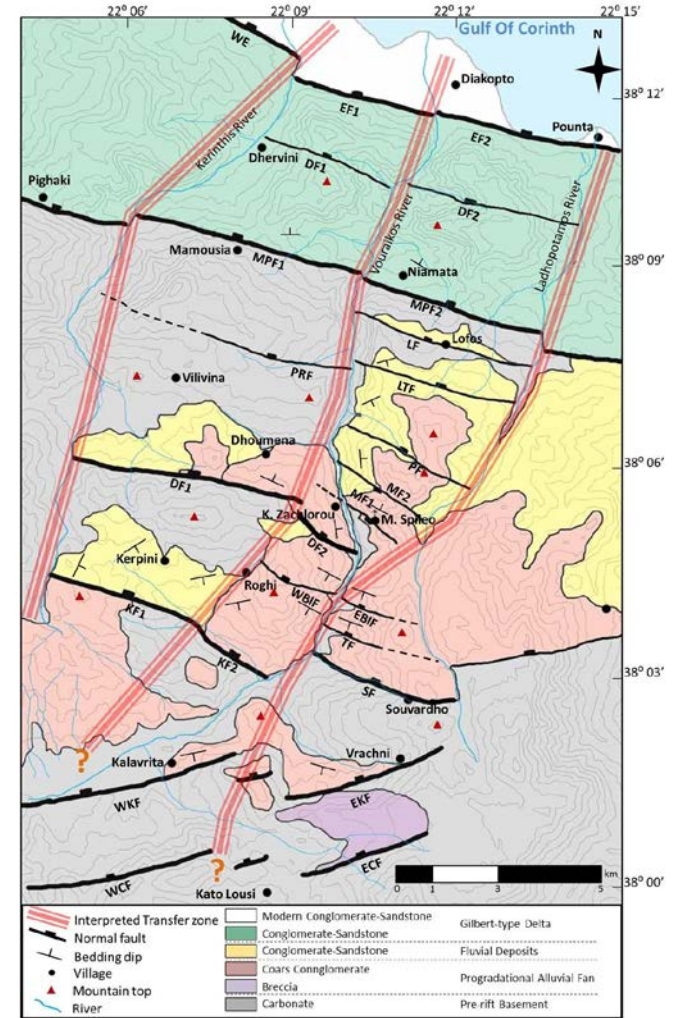 22° 06' 22° 09' 22° 12' 22° 15'
Gulf Of Corinth
N
WE
Diakopto
38° 12'
EF1
EF2
Pounta
Kerinthis River
Dhervini
DF1
Pighaki
DF2
Vouraikos River
Ladhopotamos River
Mamousia
MPF1
Niamata
38° 09'
MPF2
LF
Lofos
PRF
Vilivina
LTF
Dhoumena
PF
38° 06'
DF1
MF2
MF1
K. Zachlorou
M. Spileo
DF2
Kerpini
Roghi
WBIF
KF1
EBIF
TF
KF2
38° 03'
SF
Souvardho
?
Kalavrita
Vrachni
WKF
EKF
?
ECF
WCF
Kato Lousi
0 1 3 5 km
38° 00'
Interpreted Transfer zone
Normal fault
Bedding dip
Village
Mountain top
River
Modern Conglomerate-Sandstone
Gilbert-type Delta
Conglomerate-Sandstone
Conglomerate-Sandstone Fluvial Deposits
Coars Connglomerate
Progradational Alluvial Fan
Breccia
Carbonate Pre-rift Basement